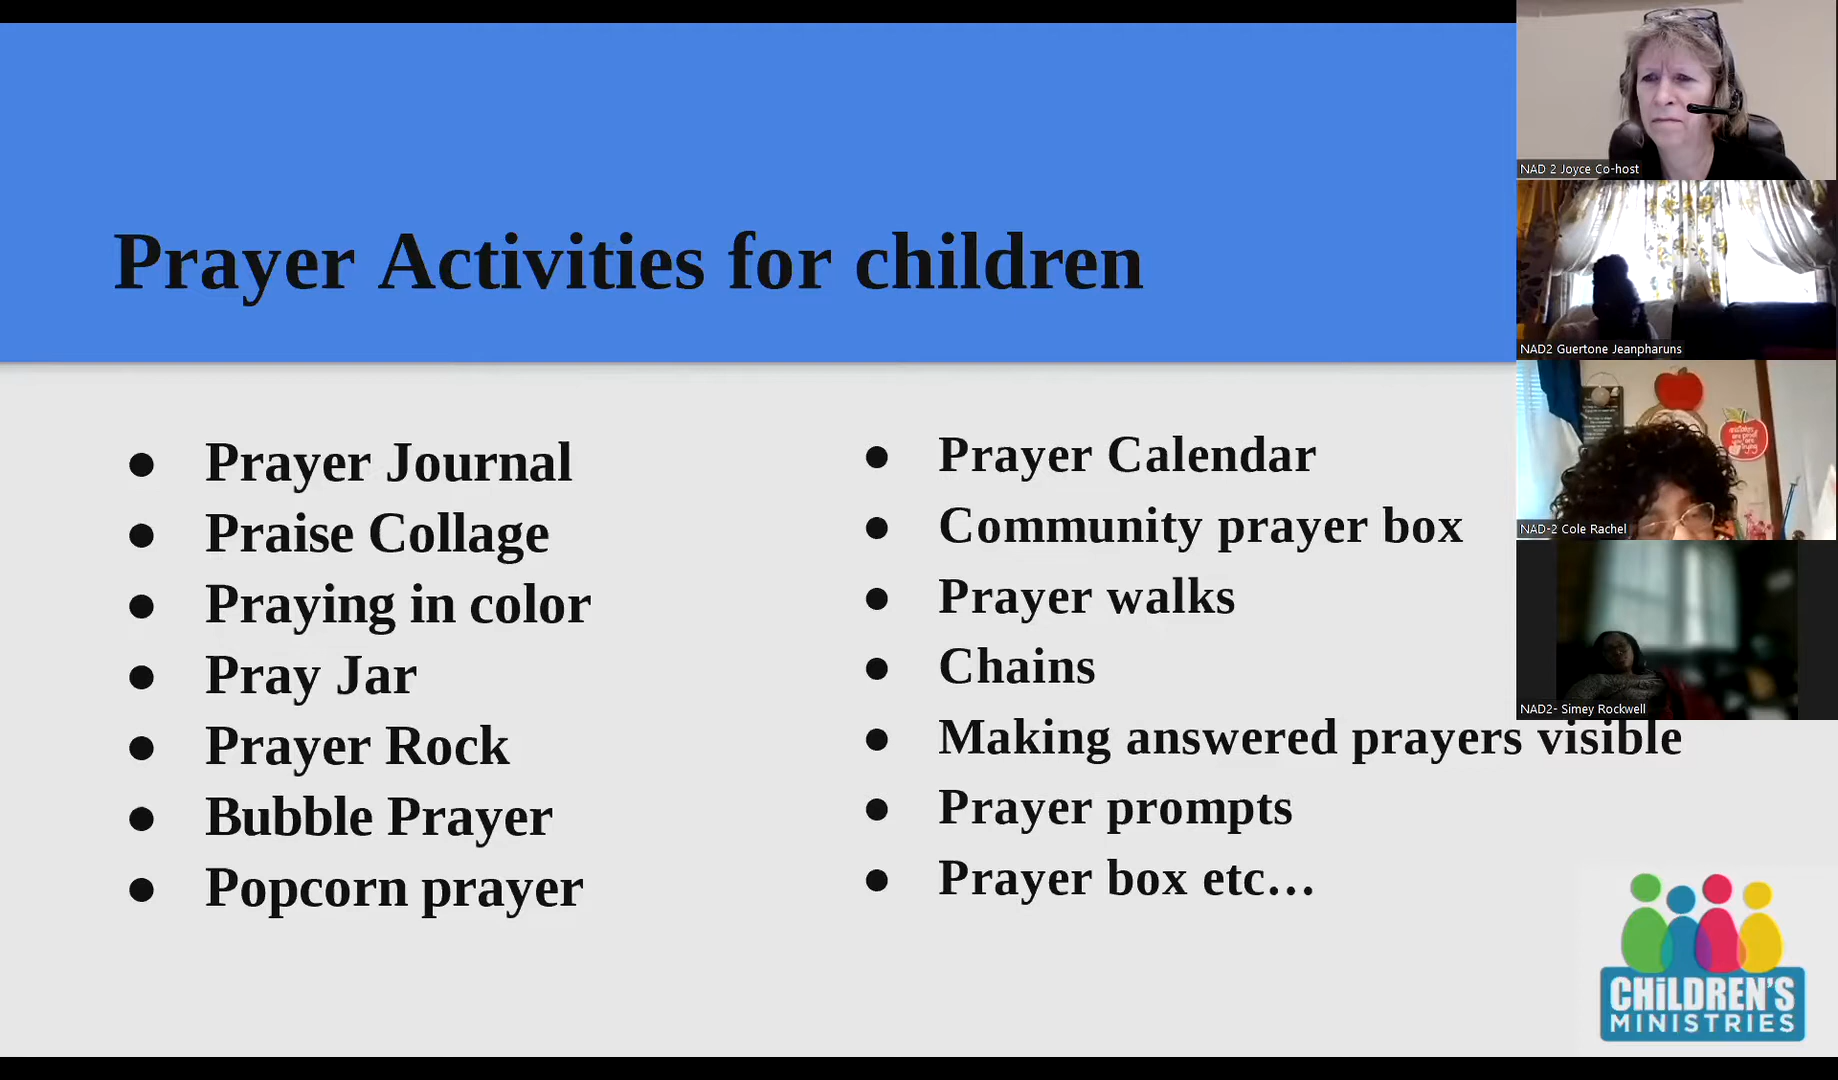 Prayer Activities for children
● Prayer Journal
● Praise Collage
● Praying in color
● Pray Jar
● Prayer Rock
● Bubble Prayer
● Popcorn prayer
● Prayer Calendar
● Community prayer box
● Prayer walks
● Chains
● Making answered prayers visible
● Prayer prompts
● Prayer box etc…
NAD 2 Joyce Co-host
NAD2 Guertone Jeanpharuns
NAD-2 Cole Rachel
NAD2- Simey Rockwell
CHiLDREN'S
MINISTRIES